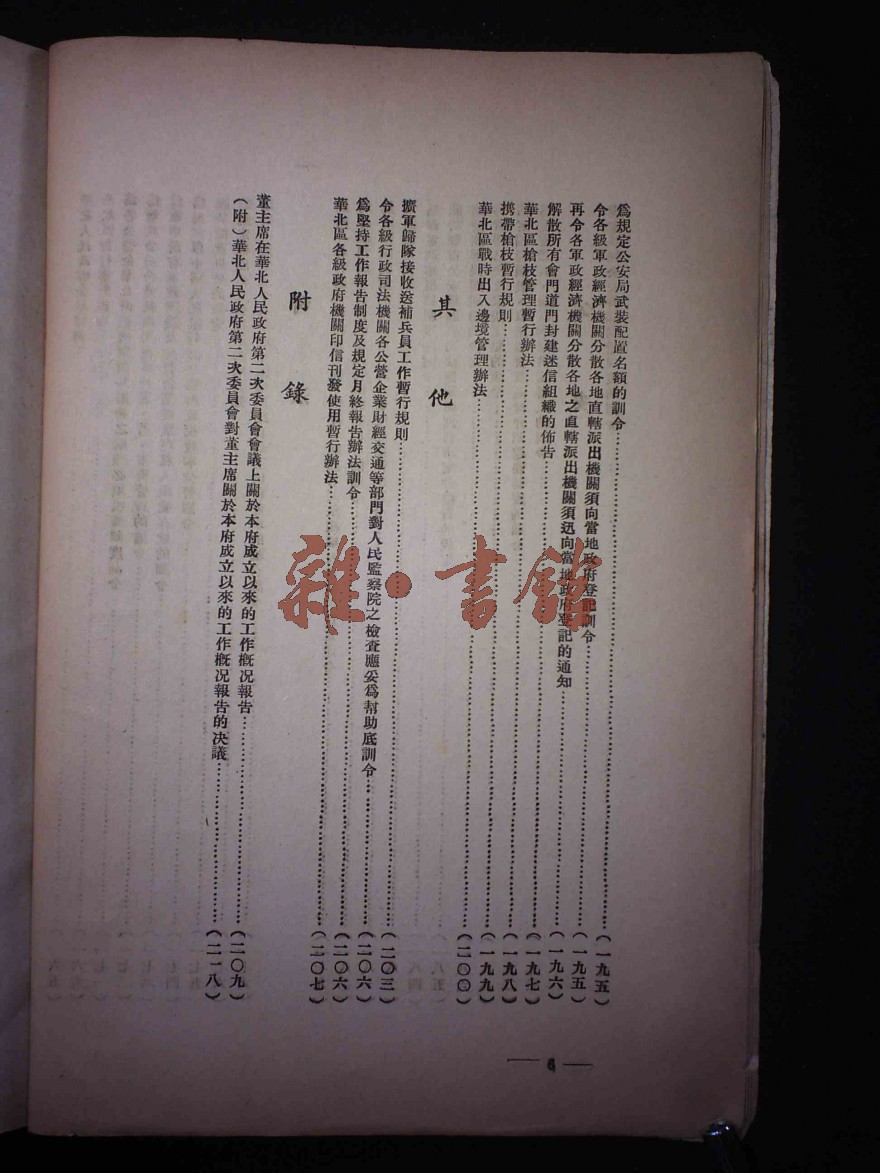 爲規定公安局武裝配置名額的訓令……（一九五）
令各級軍政經濟機關分散各地直轄派出機關須向當地政府登記訓令……（一九五）
再令各軍政經濟機關分散各地之直轄派出機關須迅向當地政府登記的通知……（一九六）
解散所有會門道門封建迷信組織的佈告……（一九七）
華北區槍枝管理暫行辦法……（一九八）
携帶槍枝暫行規則……（一九九）
華北區戰時出入邊境管理辦法……（二〇〇）
其他
擴軍歸隊接收送補兵員工作暫行規則……（二〇三）
令各級行政司法機關各公營企業財經交通等部門對人民監察院之檢查應妥爲幫助底訓令……（二〇六）
爲堅持工作報告制度及規定月終報告辦法訓令……（二〇六）
華北區各級政府機關印信刊發使用暫行辦法……（二〇七）
附錄
董主席在華北人民政府第二次委員會會議上關於本府成立以來的工作概況報告……（二〇九）
（附）華北人民政府第二次委員會對董主席關於本府成立以來的工作概況報告的決議……（二一八）
— 6 —
雜·書館